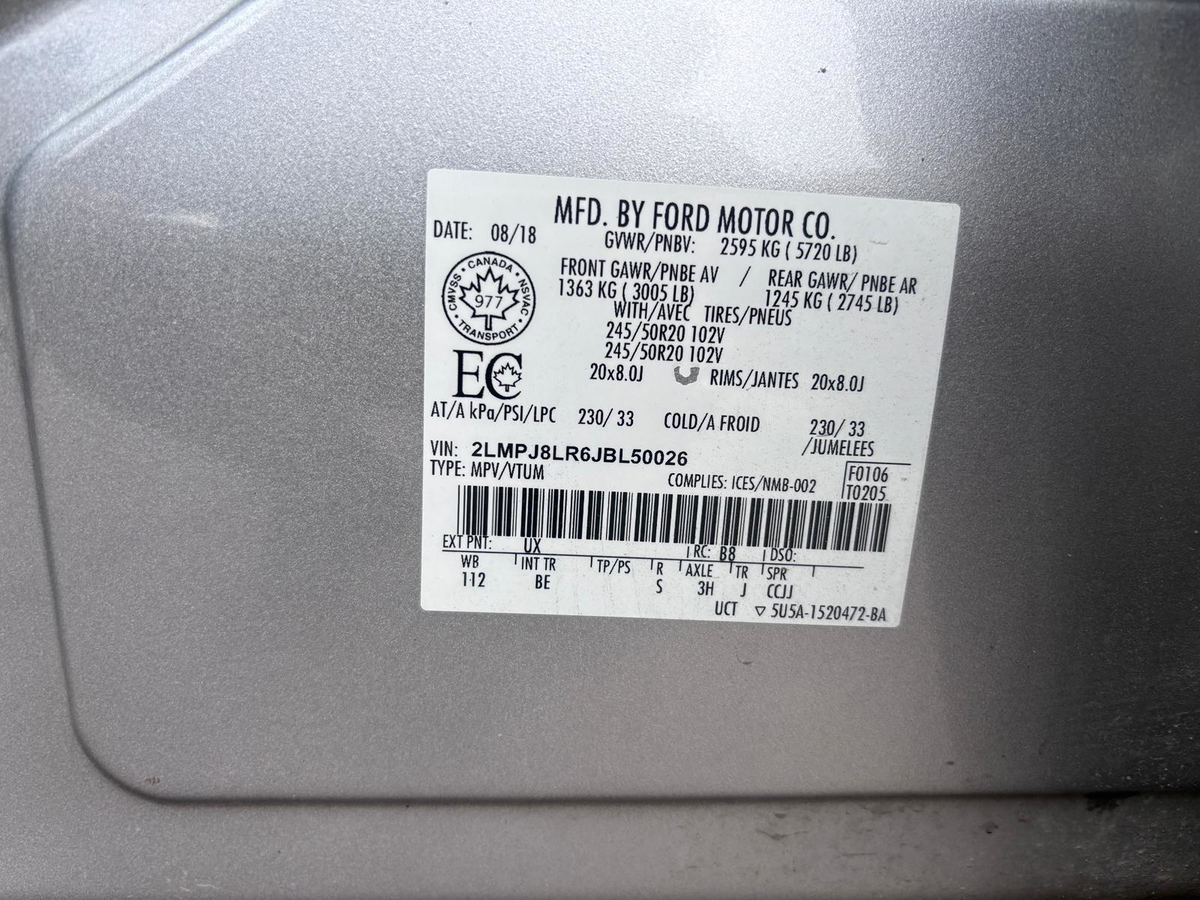 MFD. BY FORD MOTOR CO.
DATE: 08/18
GVWR/PNBV: 2595 KG ( 5720 LB)
FRONT GAWR/PNBE AV / REAR GAWR/ PNBE AR
1363 KG ( 3005 LB) 1245 KG ( 2745 LB)
WITH/AVEC TIRES/PNEUS
245/50R20 102V
245/50R20 102V
20x8.0J RIMS/JANTES 20x8.0J
CANADA
CMVSS
NSVAC
977
TRANSPORT
EC
AT/A kPa/PSI/LPC 230/ 33 COLD/A FROID 230/ 33
/JUMELEES
VIN: 2LMPJ8LR6JBL50026
TYPE: MPV/VTUM
COMPLIES: ICES/NMB-002
F0106
T0205
EXT PNT: UX RC: B8 DSO:
WB INT TR TP/PS R AXLE TR SPR
112 BE S 3H J CCJJ
UCT ▽ 5U5A-1520472-BA